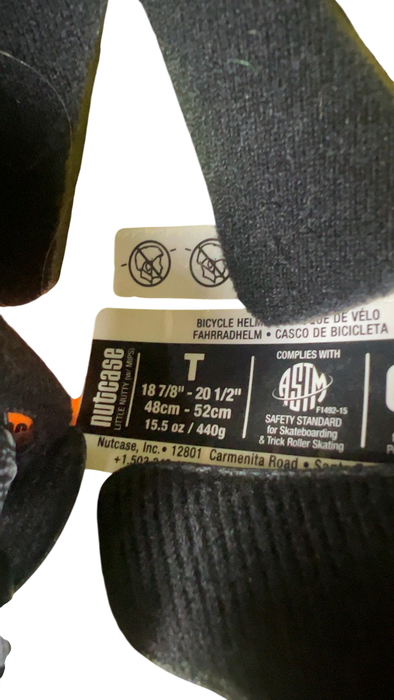 BICYCLE HELM DE VÉLO
FAHRRADHELM • CASCO DE BICICLETA
nutcase
LITTLE NUTTY (w/ MIPS)
T
18 7/8" - 20 1/2"
48cm - 52cm
15.5 oz / 440g
COMPLIES WITH
ASTM
F1492-15
SAFETY STANDARD
for Skateboarding
& Trick Roller Skating
Nutcase, Inc. • 12801 Carmenita Road •
+1.503